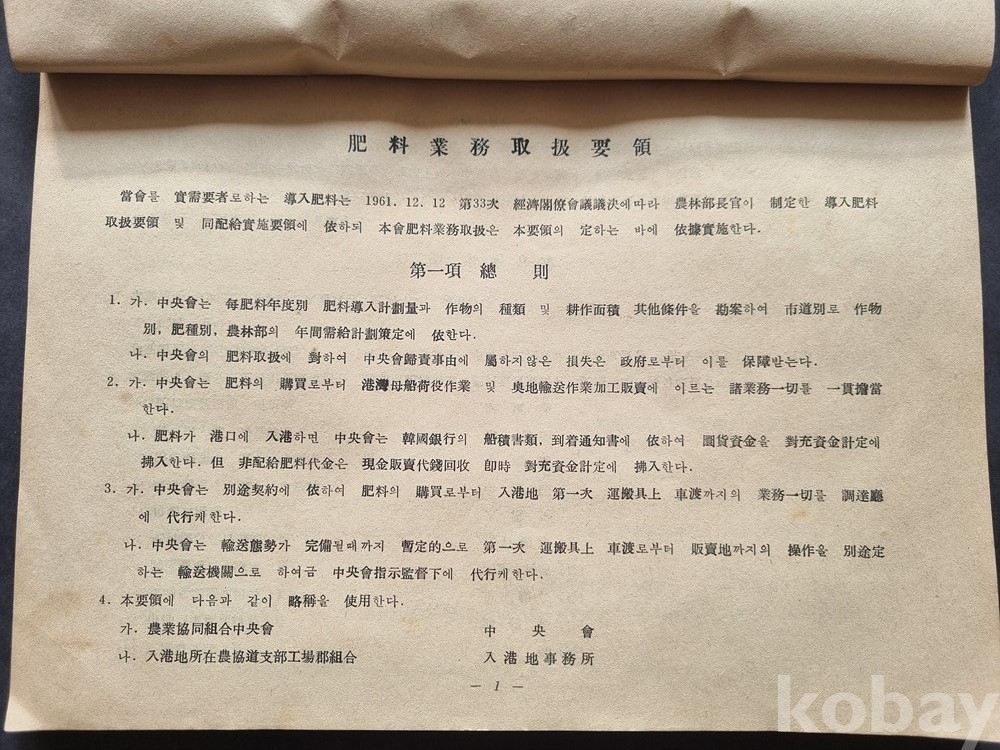 肥料業務取扱要領
當會를 實需要者로하는 導入肥料는 1961. 12. 12 第33次 經濟閣僚會議議決에따라 農林部長官이 制定한 導入肥料
取扱要領 및 同配給實施要領에 依하되 本會肥料業務取扱은 本要領의 定하는 바에 依據實施한다.
第一項 總 則
1. 가. 中央會는 每肥料年度別 肥料導入計劃量과 作物의 種類 및 耕作面積 其他條件을 勘案하여 市道別로 作物
別, 肥種別, 農林部의 年間需給計劃策定에 依한다.
나. 中央會의 肥料取扱에 對하여 中央會歸責事由에 屬하지않은 損失은 政府로부터 이를 保障받는다.
2. 가. 中央會는 肥料의 購買로부터 港灣母船荷役作業 및 奧地輸送作業加工販賣에 이르는 諸業務一切를 一貫擔當
한다.
나. 肥料가 港口에 入港하면 中央會는 韓國銀行의 船積書類, 到着通知書에 依하여 圜貨資金을 對充資金計定에
拂入한다. 但 非配給肥料代金은 現金販賣代錢回收 卽時 對充資金計定에 拂入한다.
3. 가. 中央會는 別途契約에 依하여 肥料의 購買로부터 入港地 第一次 運搬具上 車渡까지의 業務一切를 調達廳
에 代行케한다.
나. 中央會는 輸送態勢가 完備될때까지 暫定的으로 第一次 運搬具上 車渡로부터 販賣地까지의 操作을 別途定
하는 輸送機關으로 하여금 中央會指示監督下에 代行케한다.
4. 本要領에 다음과 같이 略稱을 使用한다.
가. 農業協同組合中央會 中央會
나. 入港地所在農協道支部工場郡組合 入港地事務所
— 1 —
kobay